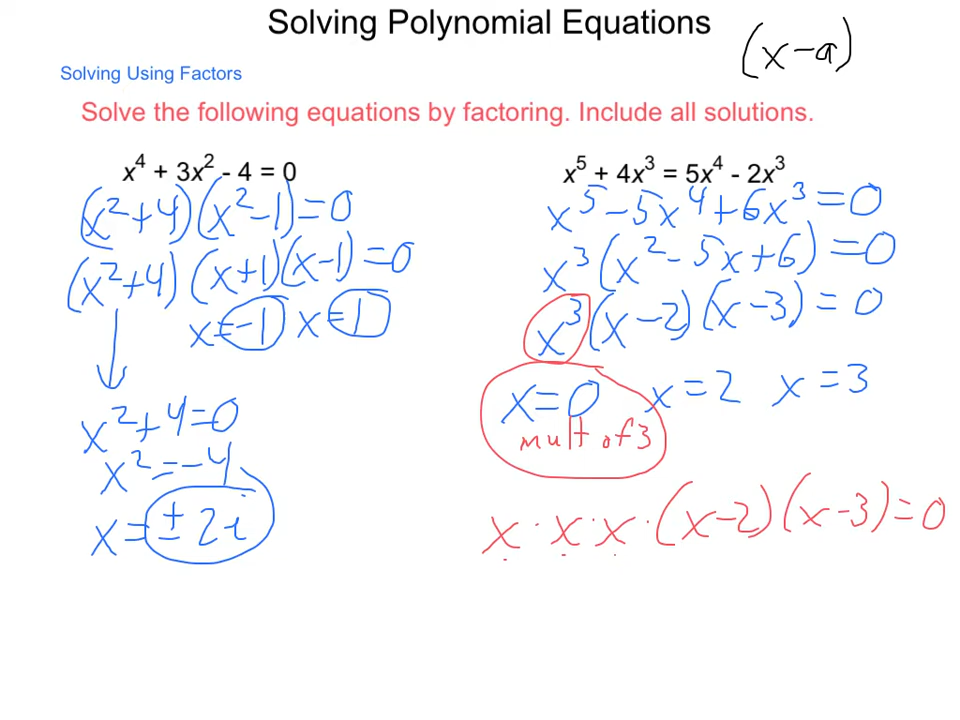 Solving Polynomial Equations
(x-a)
Solving Using Factors
Solve the following equations by factoring. Include all solutions.
x⁴ + 3x² - 4 = 0
(x²+4)(x²-1)=0
(x²+4)(x+1)(x-1)=0
x=-1 x=1
x²+4=0
x²=-4
x=±2i
x⁵ + 4x³ = 5x⁴ - 2x³
x⁵-5x⁴+6x³=0
x³(x²-5x+6)=0
x³(x-2)(x-3)=0
x=0 x=2 x=3
mult of 3
x·x·x·(x-2)(x-3)=0